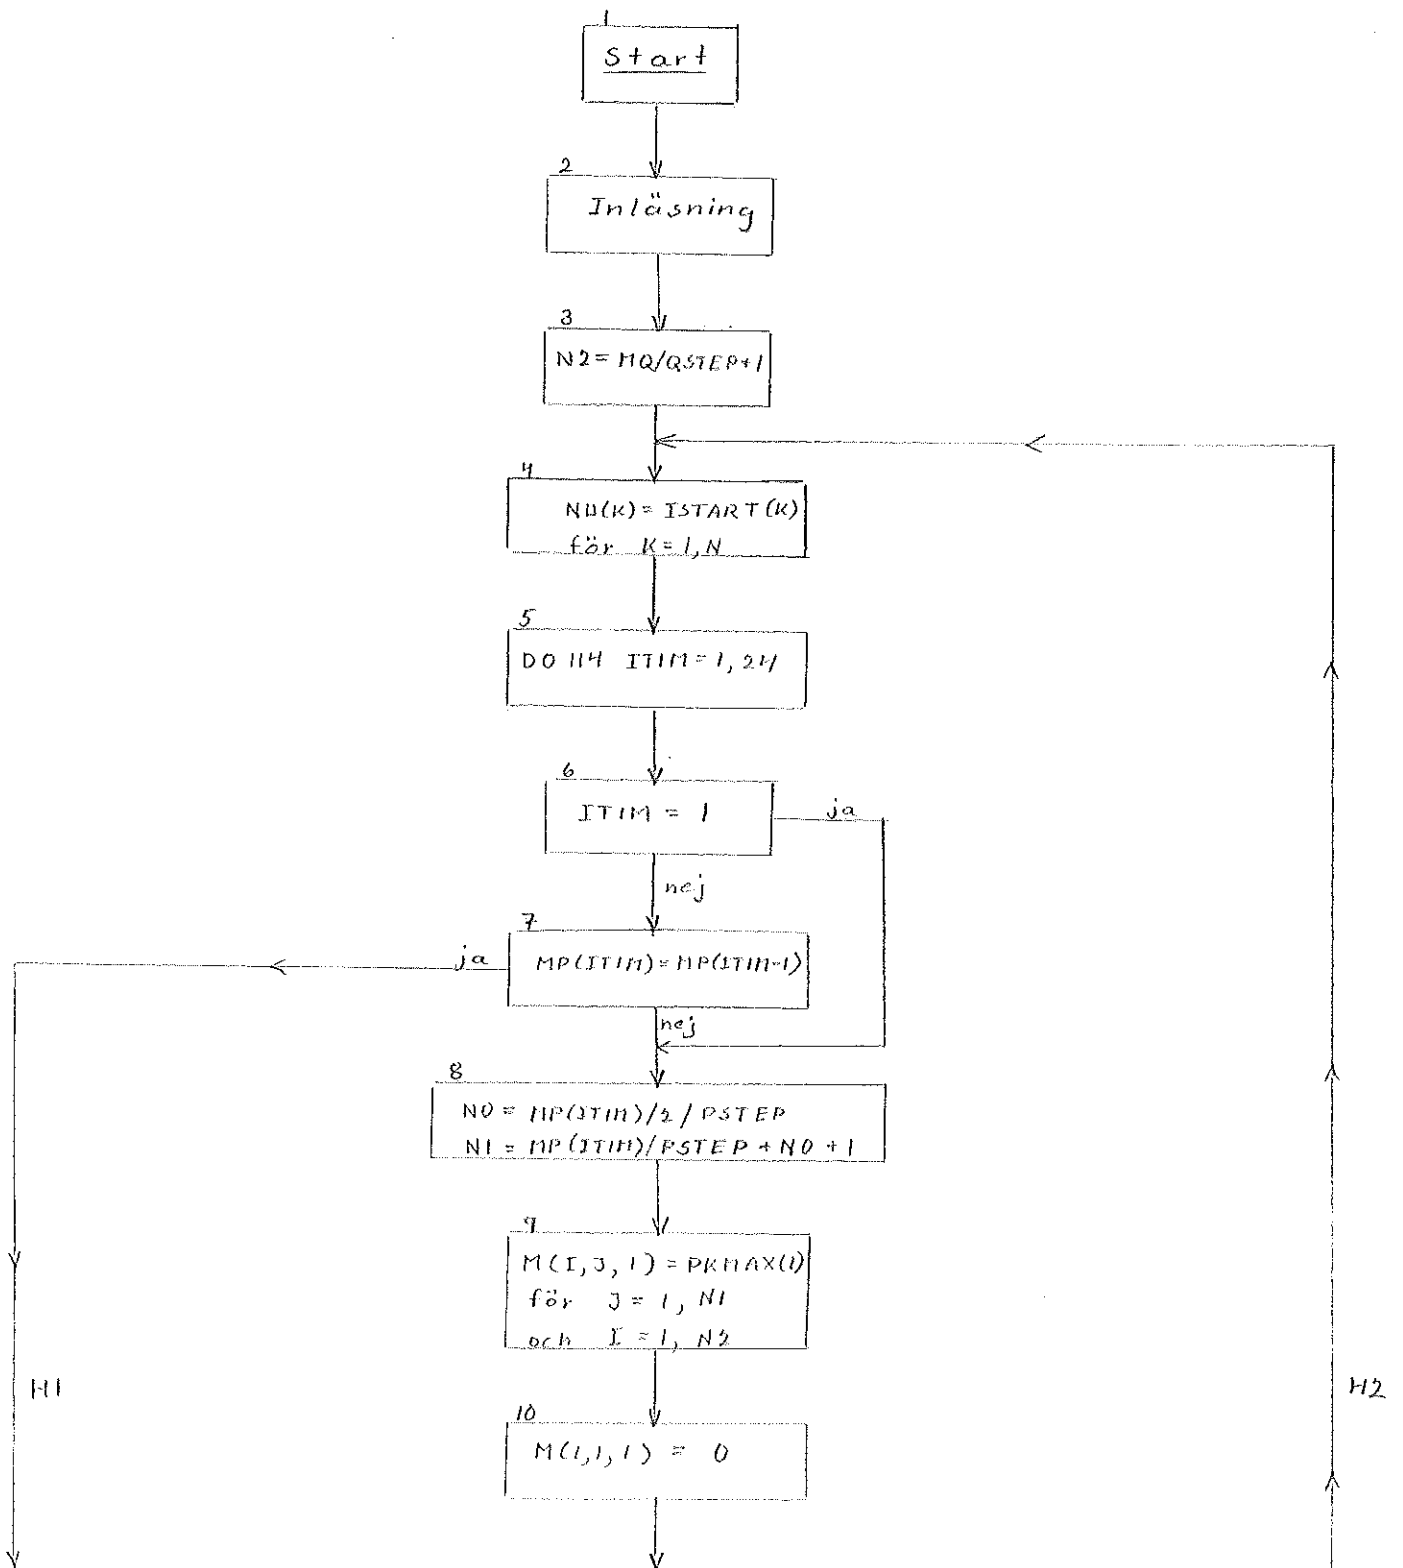 1
Start
2
Inläsning
3
N2 = MQ/QSTEP+1
4
NU(K) = ISTART(K)
för K = 1, N
5
DO 114 ITIM = 1, 24
6
ITIM = 1
ja
nej
7
ja
MP(ITIM) = MP(ITIM-1)
nej
8
N0 = MP(ITIM)/2 / PSTEP
N1 = MP(ITIM)/PSTEP + N0 + 1
9
M(I,J,1) = PKMAX(1)
för J = 1, N1
och I = 1, N2
H1
H2
10
M(1,1,1) = 0